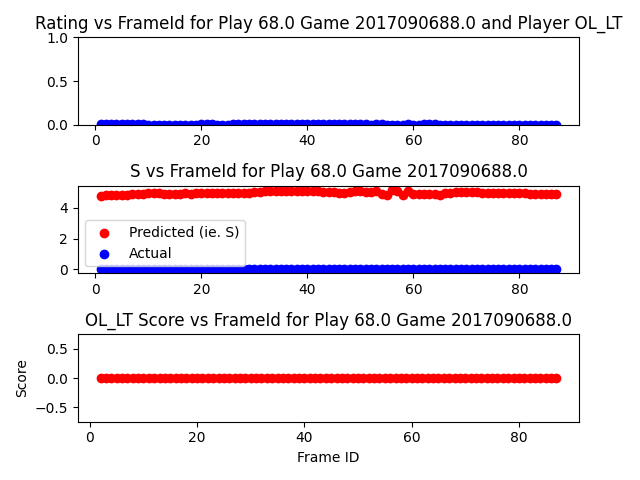 Rating vs FrameId for Play 68.0 Game 2017090688.0 and Player OL_LT
1.0
0.5
0.0
0 20 40 60 80
S vs FrameId for Play 68.0 Game 2017090688.0
4
2
0
Predicted (ie. S)
Actual
0 20 40 60 80
OL_LT Score vs FrameId for Play 68.0 Game 2017090688.0
Score
0.5
0.0
−0.5
0 20 40 60 80
Frame ID